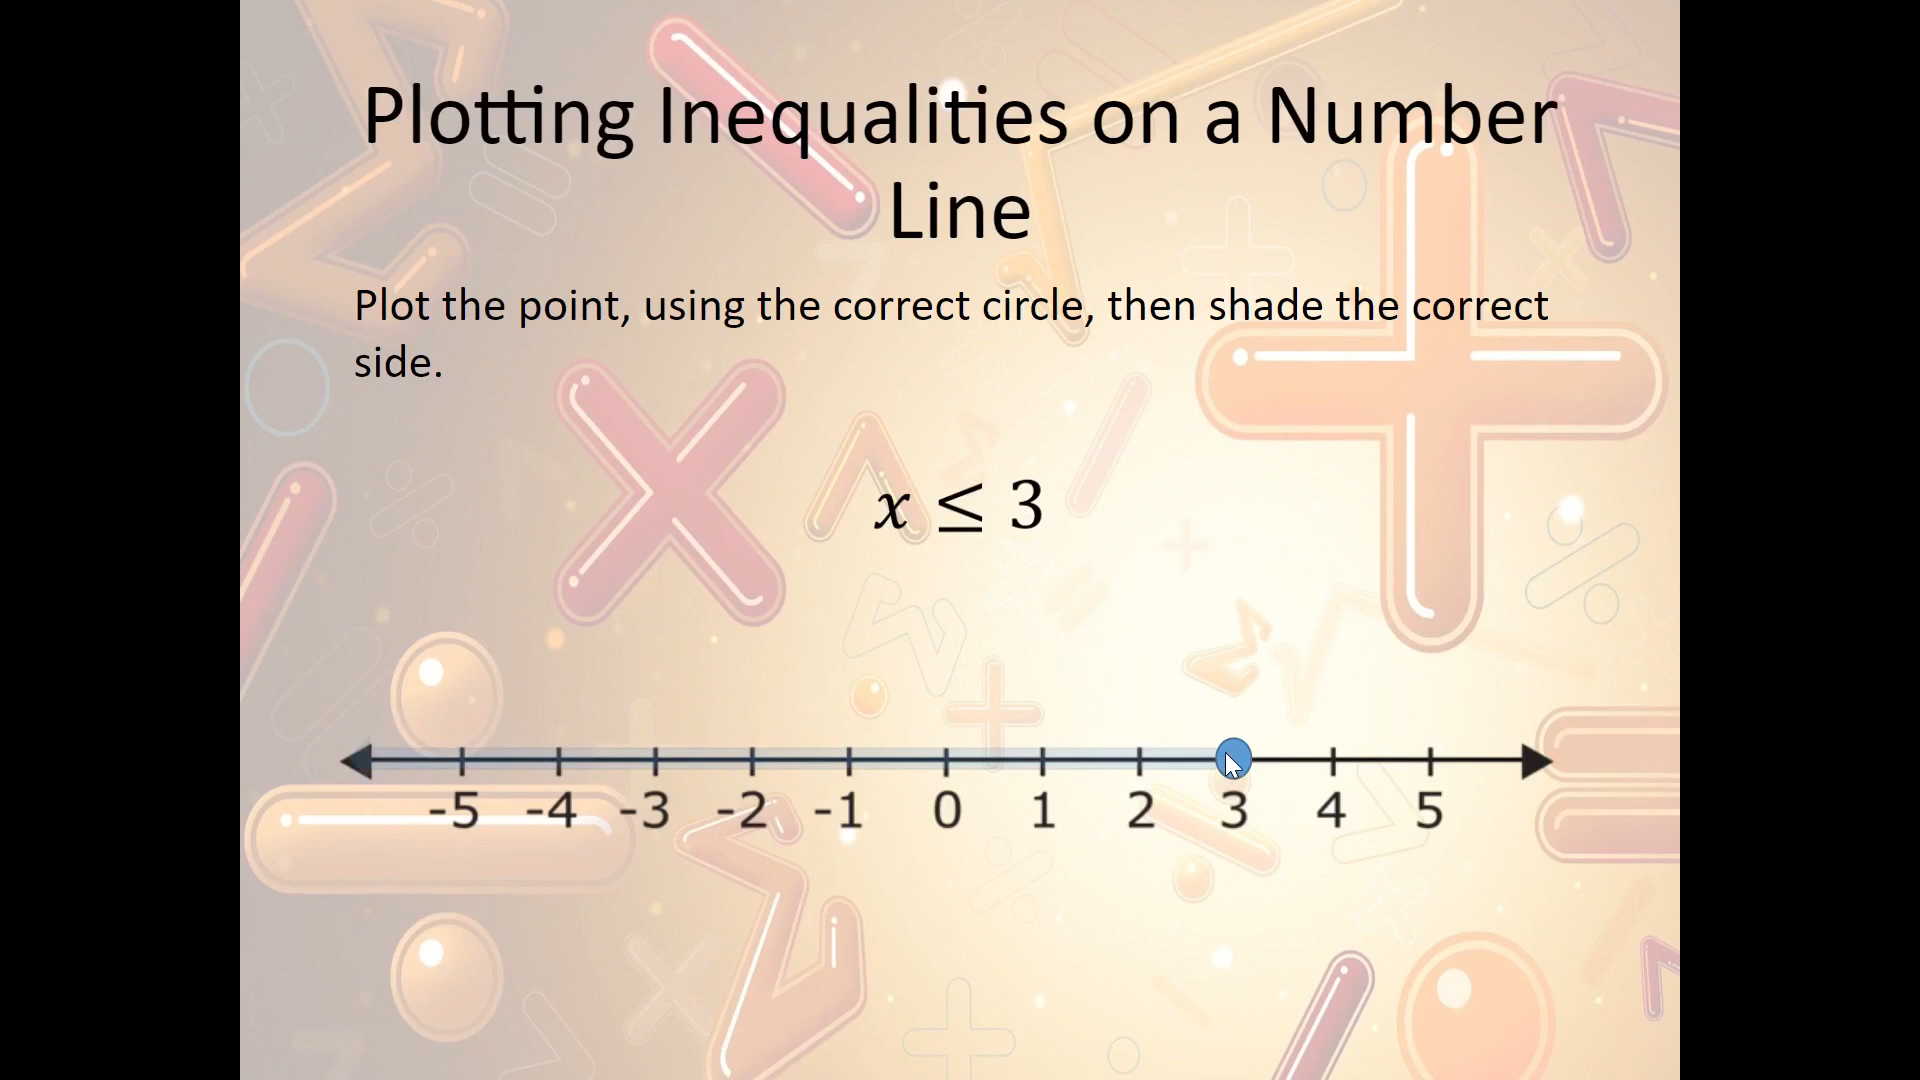 Plotting Inequalities on a Number
Line
Plot the point, using the correct circle, then shade the correct
side.
x ≤ 3
-5 -4 -3 -2 -1 0 1 2 3 4 5